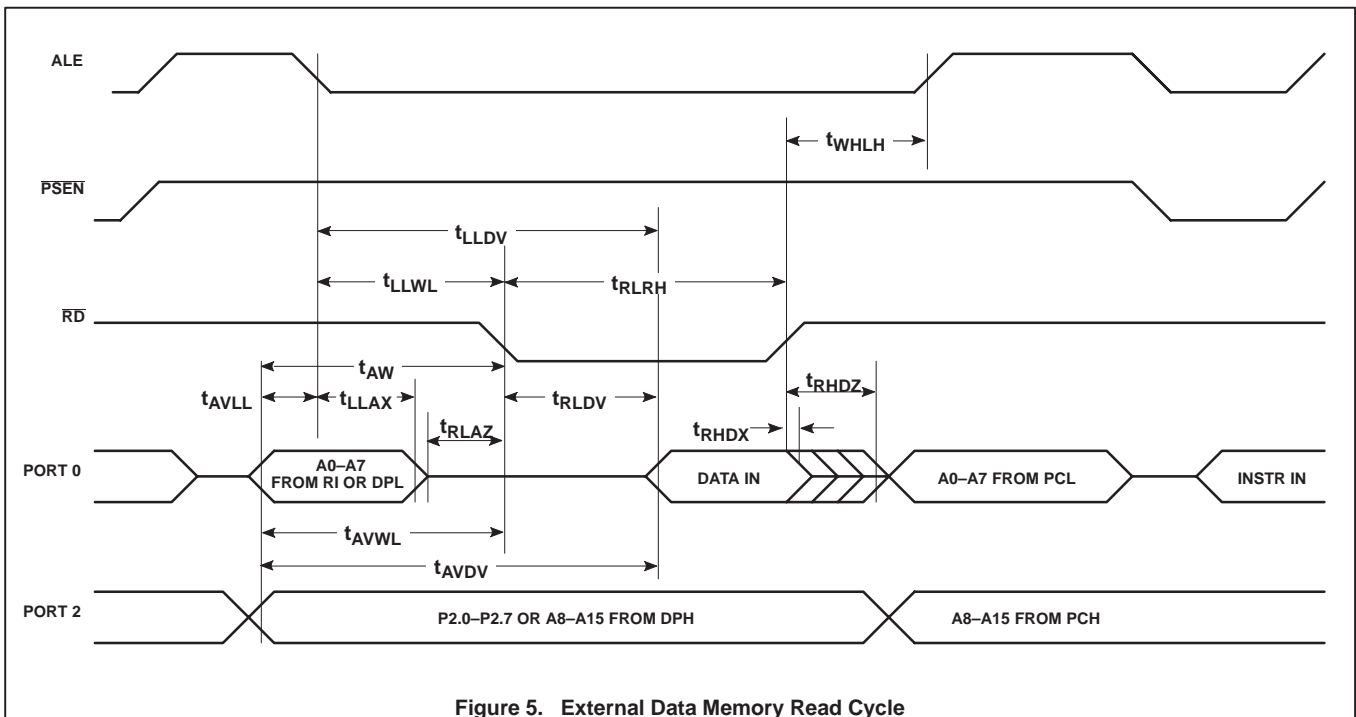 ALE
tWHLH
PSEN
tLLDV
tLLWL
tRLRH
RD
tAW
tAVLL
tLLAX
tRLDV
tRHDZ
tRLAZ
tRHDX
PORT 0
A0–A7
FROM RI OR DPL
DATA IN
A0–A7 FROM PCL
INSTR IN
tAVWL
tAVDV
PORT 2
P2.0–P2.7 OR A8–A15 FROM DPH
A8–A15 FROM PCH
Figure 5. External Data Memory Read Cycle